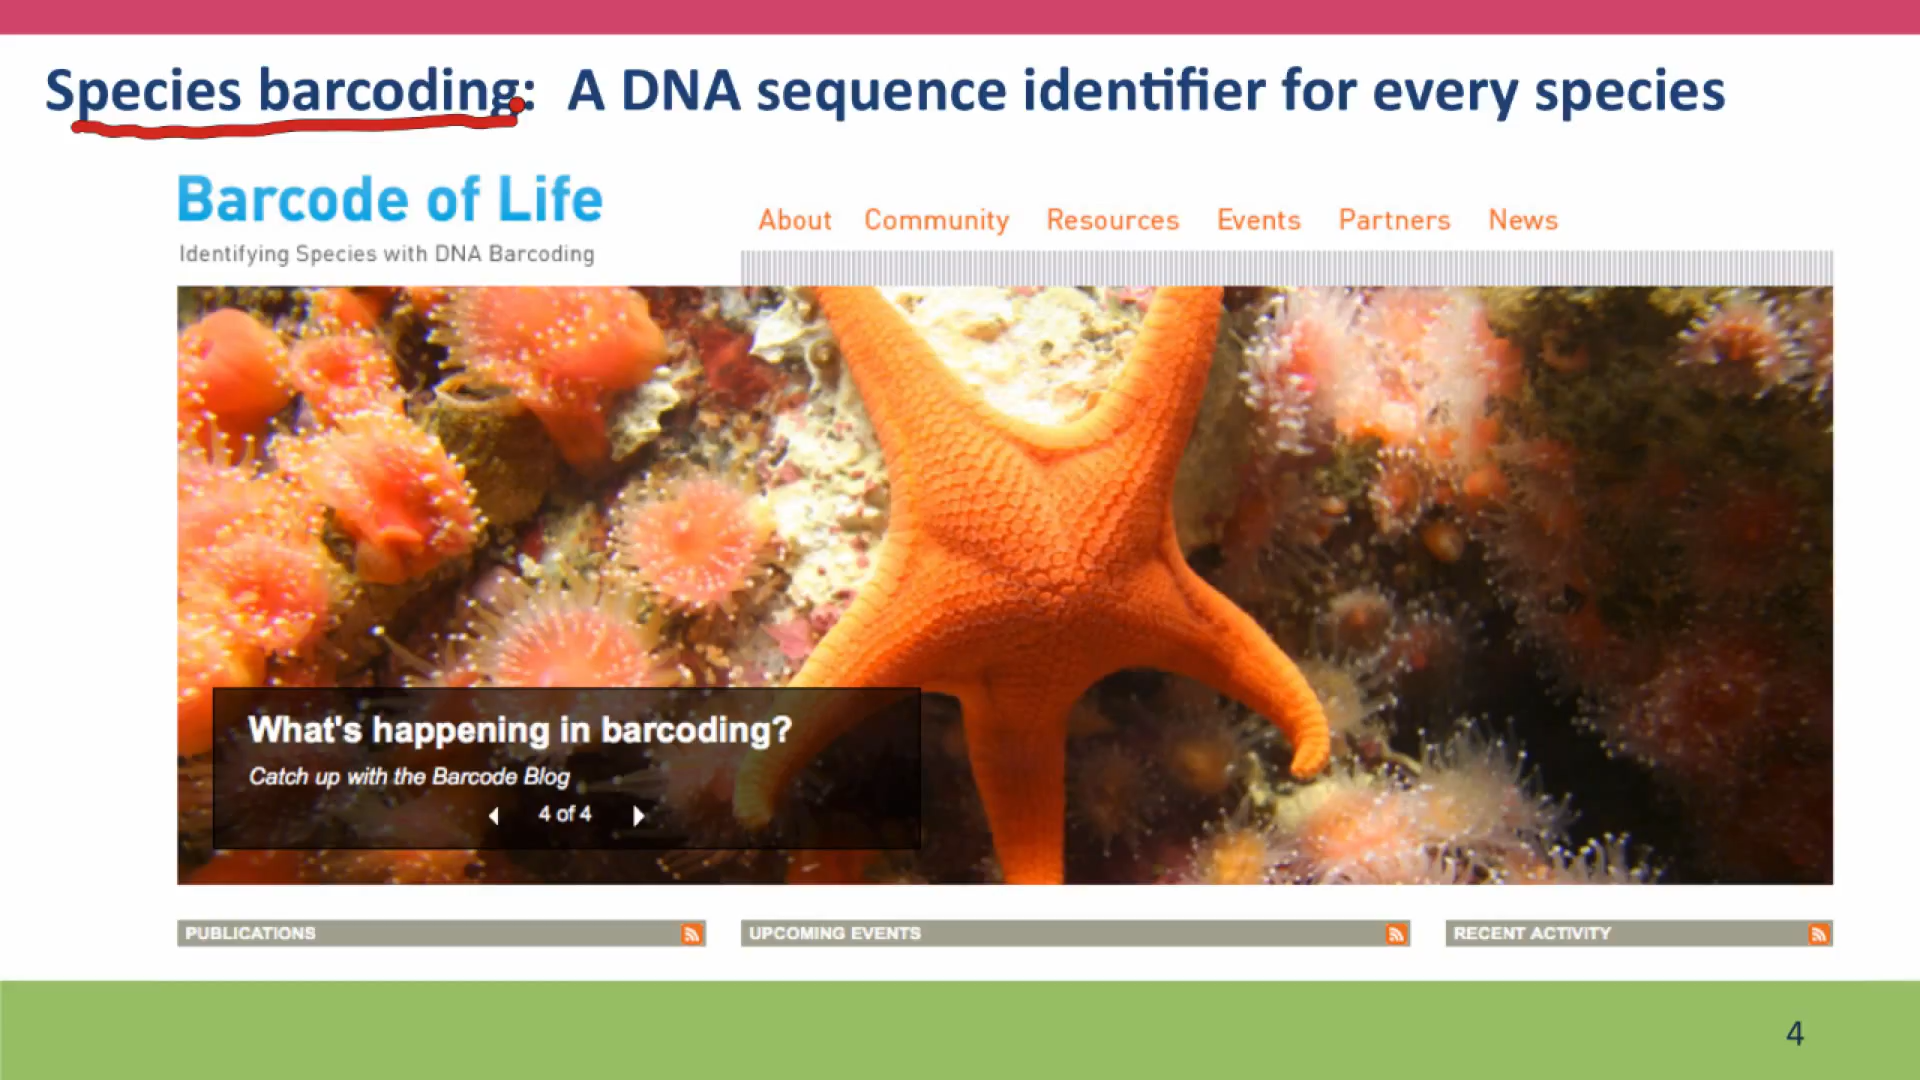 Species barcoding: A DNA sequence identifier for every species
Barcode of Life
Identifying Species with DNA Barcoding
About Community Resources Events Partners News
What's happening in barcoding?
Catch up with the Barcode Blog
4 of 4
PUBLICATIONS UPCOMING EVENTS RECENT ACTIVITY
4